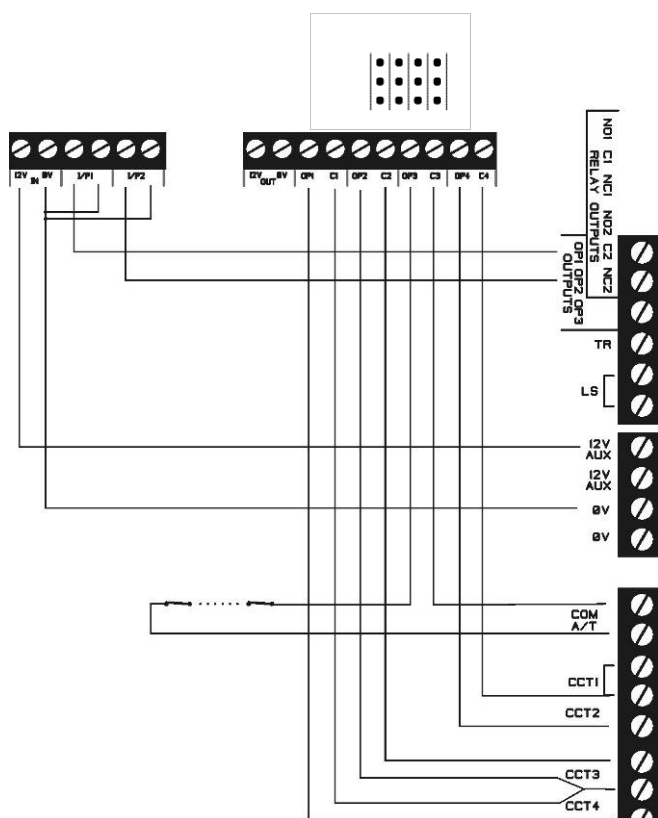 12V 0V I/P1 I/P2
IN
12V 0V OP1 C1 OP2 C2 OP3 C3 OP4 C4
OUT
NO1 C1 NC1 NO2 C2 NC2
RELAY OUTPUTS
OP1 OP2 OP3
OUTPUTS
TR
LS
12V
AUX
12V
AUX
0V
0V
COM
A/T
CCT1
CCT2
CCT3
CCT4